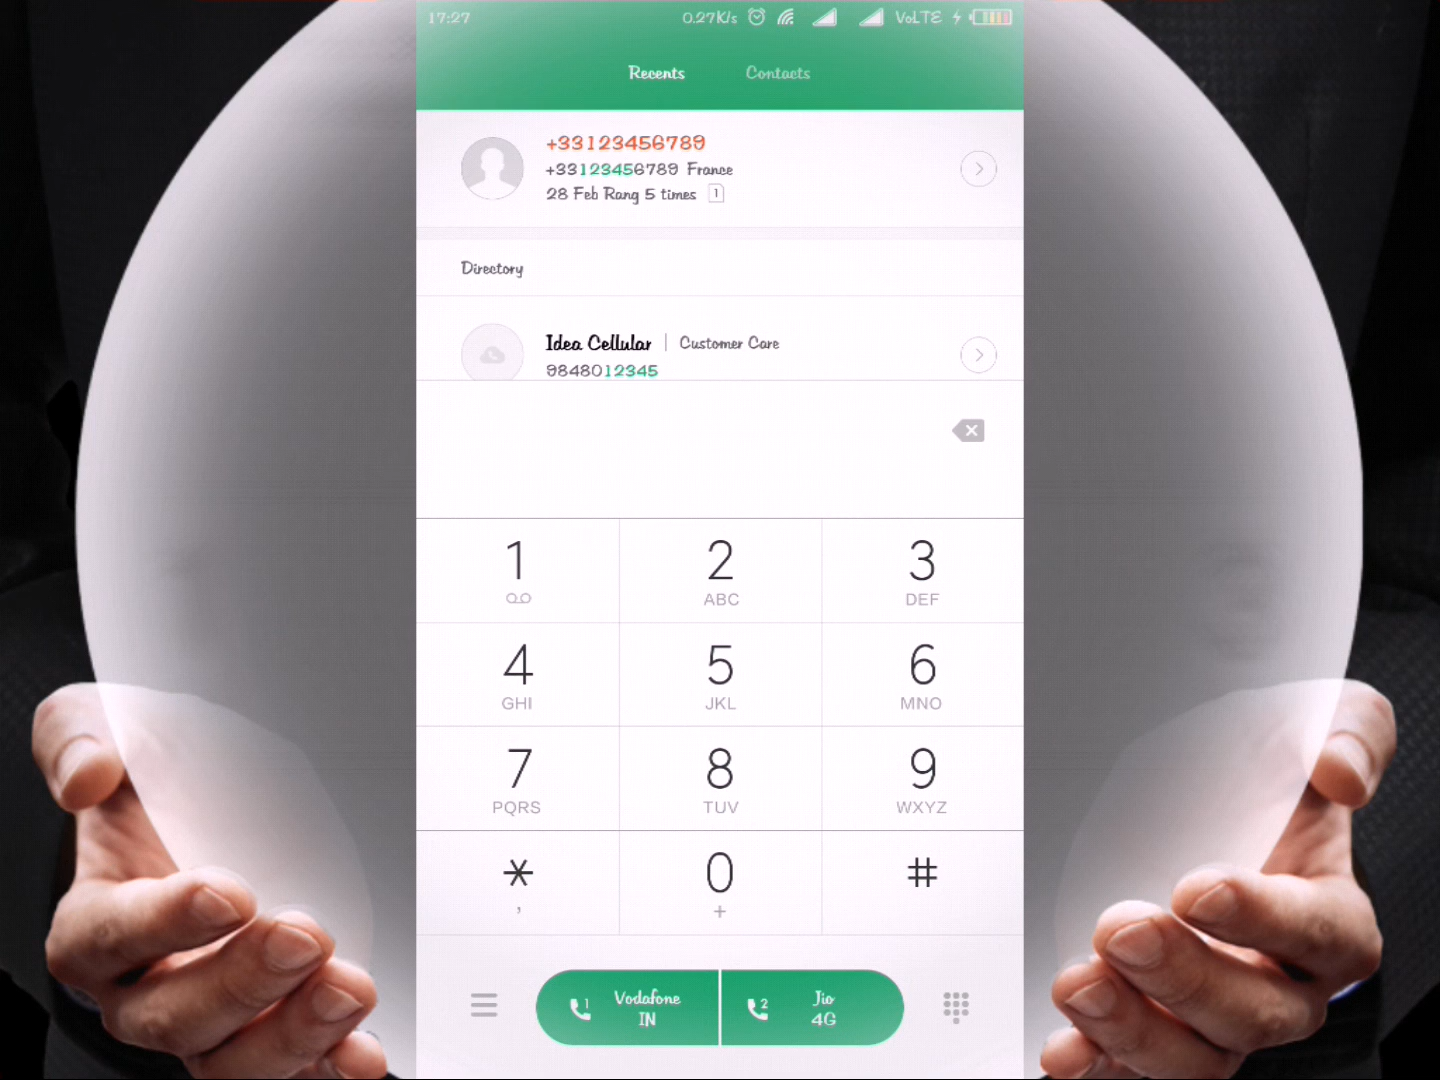 17:27 0.27K/s VoLTE
Recents Contacts
+33123456789
+33123456789 France
28 Feb Rang 5 times 1
Directory
Idea Cellular | Customer Care
9848012345
1 2 3
ABC DEF
4 5 6
GHI JKL MNO
7 8 9
PQRS TUV WXYZ
* 0 #
, +
1 Vodafone IN 2 Jio 4G